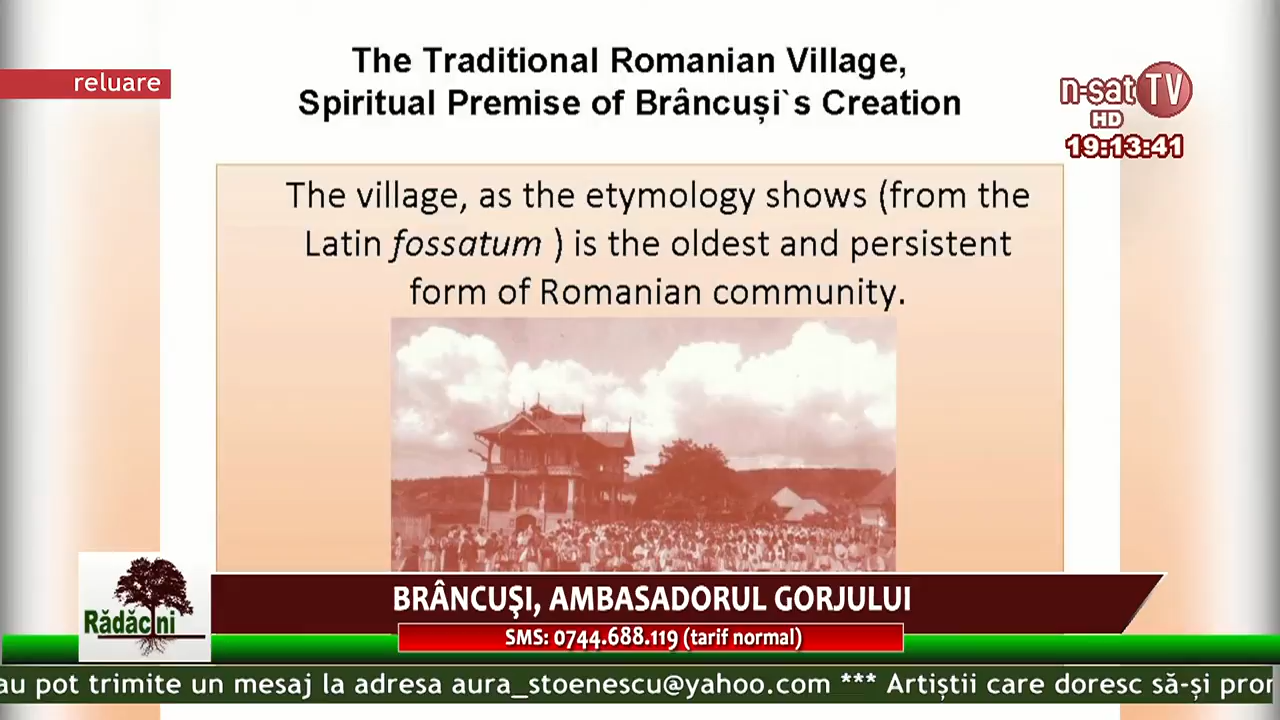 The Traditional Romanian Village,
Spiritual Premise of Brâncuși`s Creation
reluare
n-sat TV
HD
19:13:41
The village, as the etymology shows (from the
Latin fossatum ) is the oldest and persistent
form of Romanian community.
Rădăcini
BRÂNCUŞI, AMBASADORUL GORJULUI
SMS: 0744.688.119 (tarif normal)
au pot trimite un mesaj la adresa aura_stoenescu@yahoo.com *** Artiștii care doresc să-și pror